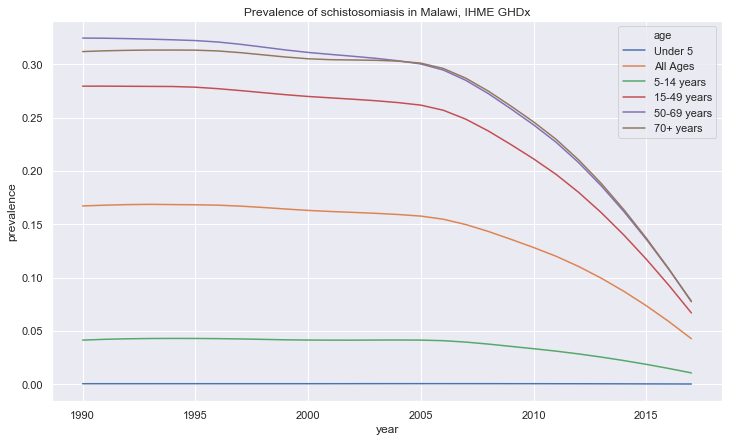 Prevalence of schistosomiasis in Malawi, IHME GHDx
age
Under 5
All Ages
5-14 years
15-49 years
50-69 years
70+ years
prevalence
0.30
0.25
0.20
0.15
0.10
0.05
0.00
1990 1995 2000 2005 2010 2015
year